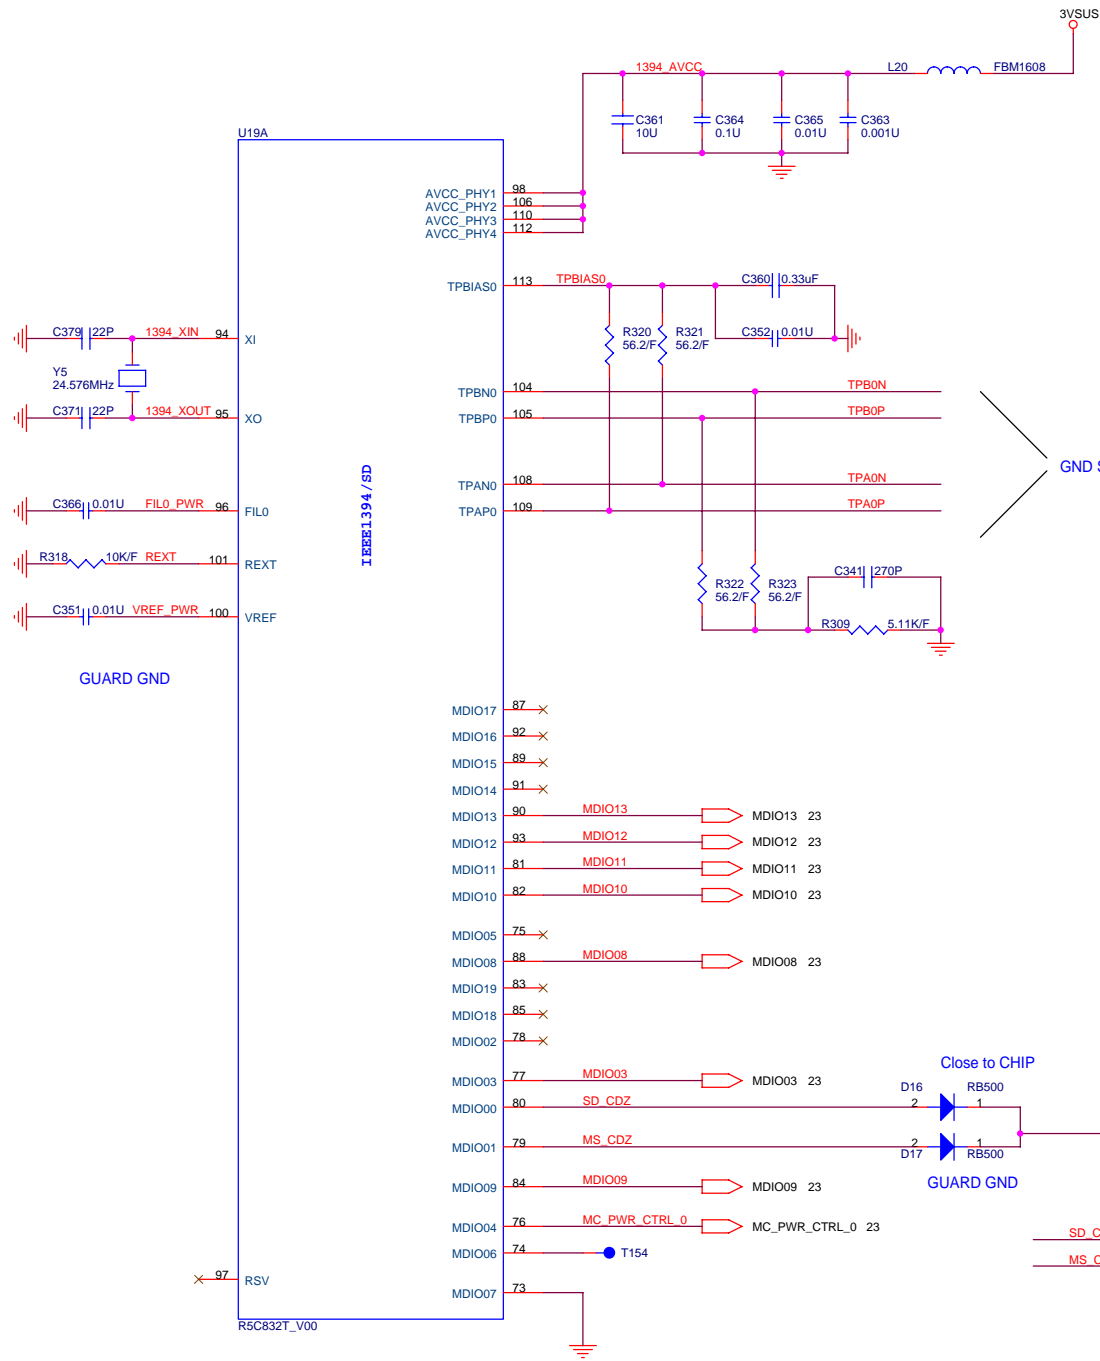 3VSUS
1394_AVCC
L20
FBM1608
C361
10U
C364
0.1U
C365
0.01U
C363
0.001U
U19A
AVCC_PHY1 98
AVCC_PHY2 106
AVCC_PHY3 110
AVCC_PHY4 112
TPBIAS0 113 TPBIAS0
C360 0.33uF
C352 0.01U
R320
56.2/F
R321
56.2/F
C379 22P 1394_XIN 94 XI
Y5
24.576MHz
C371 22P 1394_XOUT 95 XO
TPBN0 104 TPB0N
TPBP0 105 TPB0P
GND S
IEEE1394/SD
TPAN0 108 TPA0N
TPAP0 109 TPA0P
C366 0.01U FIL0_PWR 96 FIL0
R318 10K/F REXT 101 REXT
C351 0.01U VREF_PWR 100 VREF
R322
56.2/F
R323
56.2/F
C341 270P
R309 5.11K/F
GUARD GND
MDIO17 87
MDIO16 92
MDIO15 89
MDIO14 91
MDIO13 90 MDIO13 MDIO13 23
MDIO12 93 MDIO12 MDIO12 23
MDIO11 81 MDIO11 MDIO11 23
MDIO10 82 MDIO10 MDIO10 23
MDIO05 75
MDIO08 88 MDIO08 MDIO08 23
MDIO19 83
MDIO18 85
MDIO02 78
Close to CHIP
MDIO03 77 MDIO03 MDIO03 23
D16 RB500
MDIO00 80 SD_CDZ 2 1
MDIO01 79 MS_CDZ 2 1
D17 RB500
GUARD GND
MDIO09 84 MDIO09 MDIO09 23
MDIO04 76 MC_PWR_CTRL_0 MC_PWR_CTRL_0 23
SD_C
MDIO06 74 T154
MS_C
97 RSV
MDIO07 73
R5C832T_V00